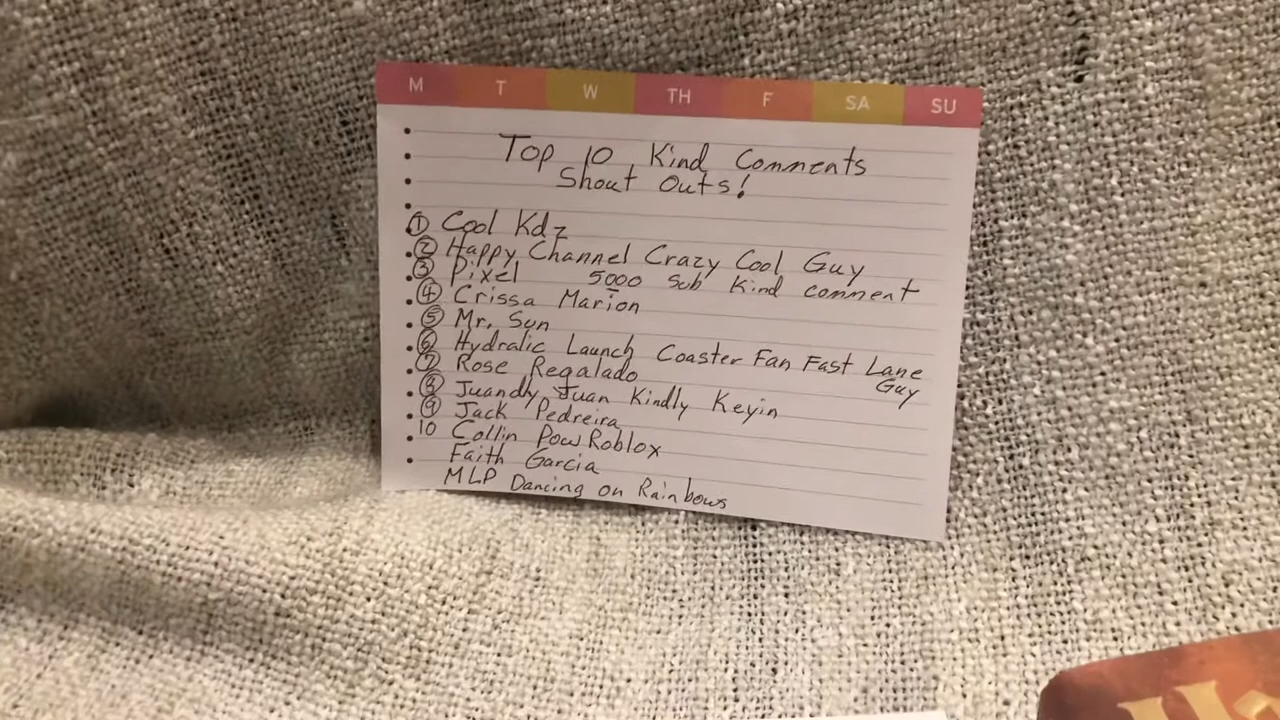 M T W TH F SA SU
Top 10 Kind Comments
Shout Outs!
① Cool Kdz
② Happy Channel Crazy Cool Guy
③ Pixel 5000 Sub Kind comment
④ Crissa Marion
⑤ Mr. Sun
⑥ Hydralic Launch Coaster Fan Fast Lane
Guy
⑦ Rose Regalado
⑧ Juandly Juan Kindly Keyin
⑨ Jack Pedreira
10 Collin Pow Roblox
Faith Garcia
MLP Dancing on Rainbows